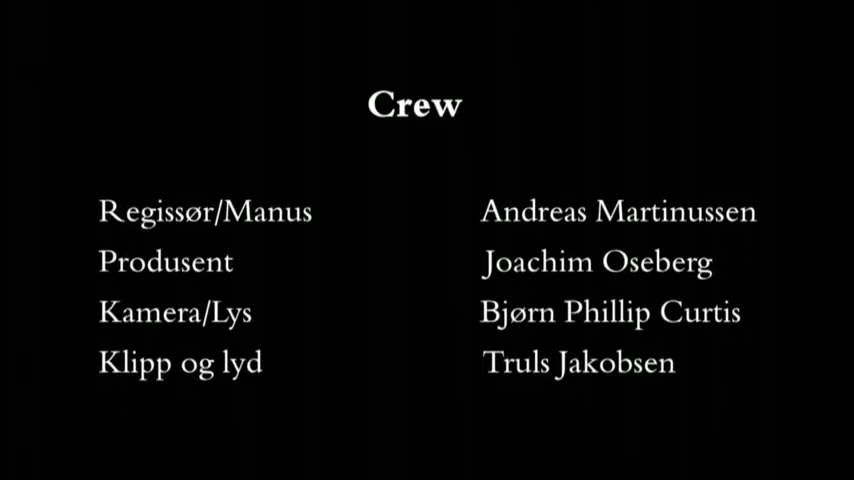 Crew
Regissør/Manus Andreas Martinussen
Produsent Joachim Oseberg
Kamera/Lys Bjørn Phillip Curtis
Klipp og lyd Truls Jakobsen